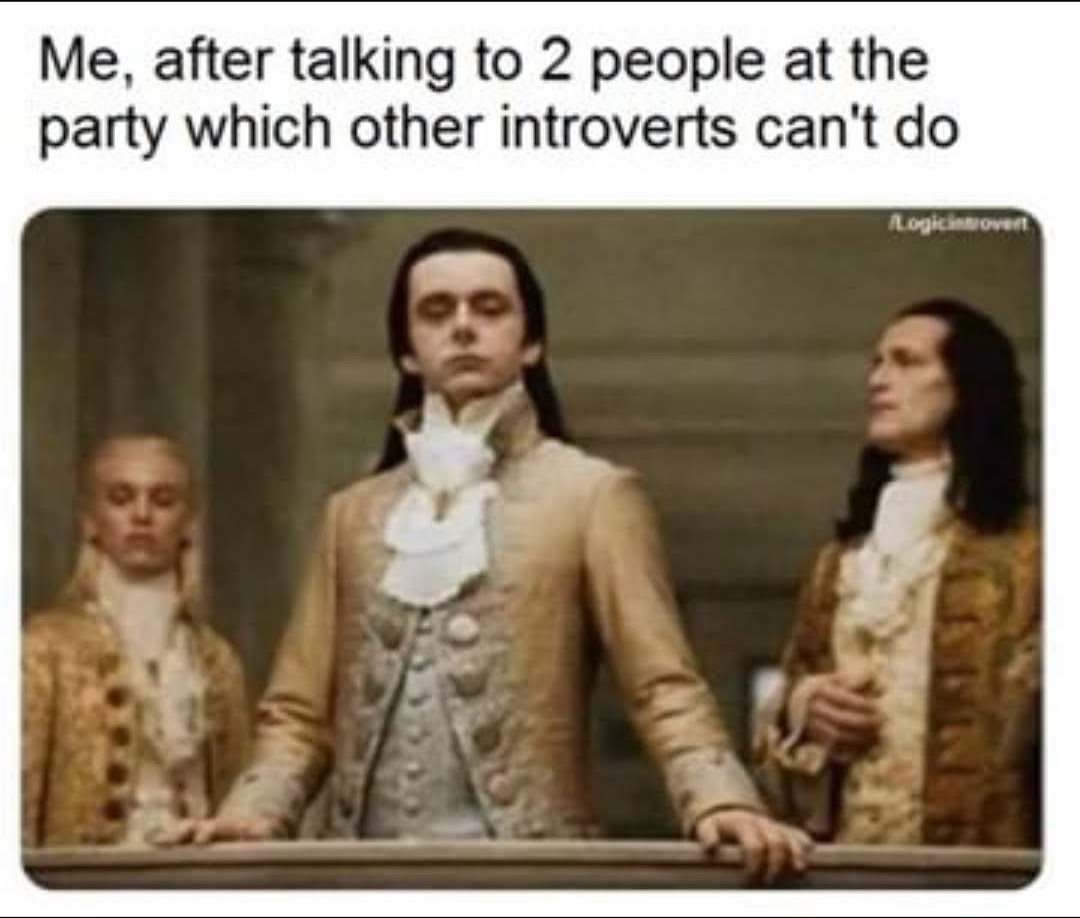 Me, after talking to 2 people at the
party which other introverts can't do
/Logicintrovert